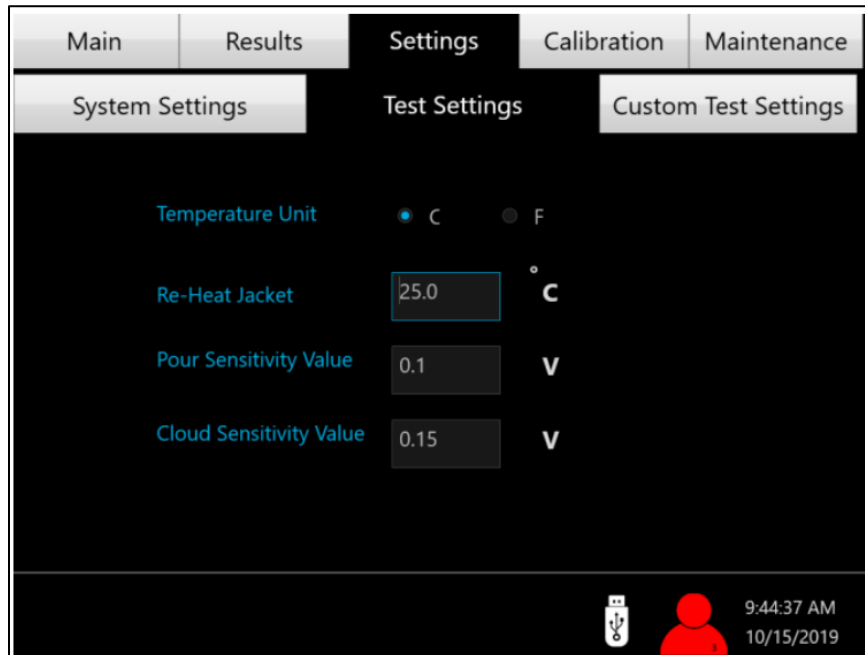 Main Results Settings Calibration Maintenance
System Settings Test Settings Custom Test Settings
Temperature Unit C F
Re-Heat Jacket 25.0 °C
Pour Sensitivity Value 0.1 V
Cloud Sensitivity Value 0.15 V
9:44:37 AM
3 10/15/2019